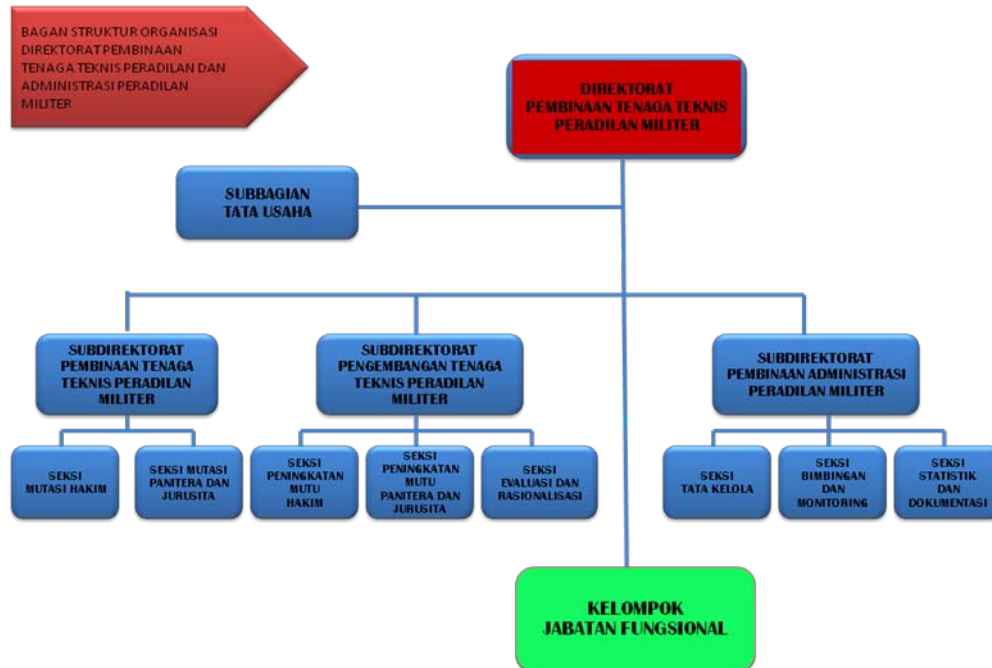 BAGAN STRUKTUR ORGANISASI
DIREKTORAT PEMBINAAN
TENAGA TEKNIS PERADILAN DAN
ADMINISTRASI PERADILAN
MILITER
DIREKTORAT
PEMBINAAN TENAGA TEKNIS
PERADILAN MILITER
SUBBAGIAN
TATA USAHA
SUBDIREKTORAT
PEMBINAAN TENAGA
TEKNIS PERADILAN
MILITER
SUBDIREKTORAT
PENGEMBANGAN TENAGA
TEKNIS PERADILAN
MILITER
SUBDIREKTORAT
PEMBINAAN ADMINISTRASI
PERADILAN MILITER
SEKSI
MUTASI HAKIM
SEKSI MUTASI
PANITERA DAN
JURUSITA
SEKSI
PENINGKATAN
MUTU
HAKIM
SEKSI
PENINGKATAN
MUTU
PANITERA DAN
JURUSITA
SEKSI
EVALUASI DAN
RASIONALISASI
SEKSI
TATA KELOLA
SEKSI
BIMBINGAN
DAN
MONITORING
SEKSI
STATISTIK
DAN
DOKUMENTASI
KELOMPOK
JABATAN FUNGSIONAL